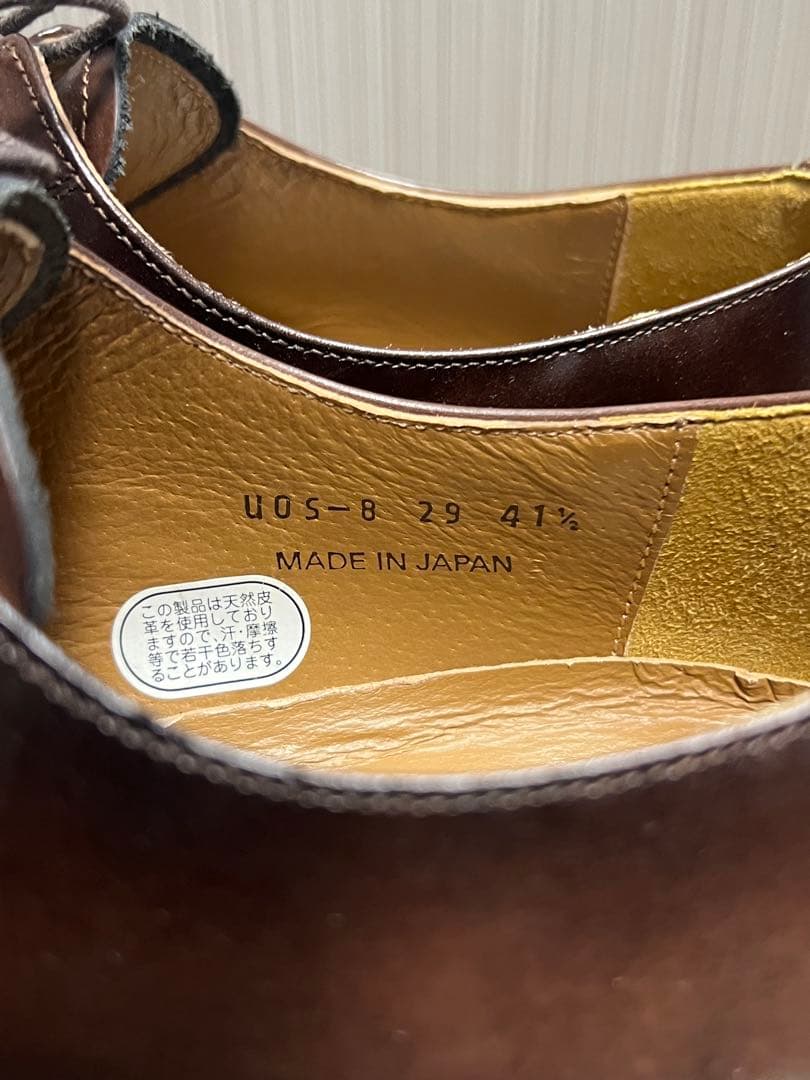 UOS-8 29 41½
MADE IN JAPAN
この製品は天然皮
革を使用しており
ますので、汗・摩擦
等で若干色落ちす
ることがあります。